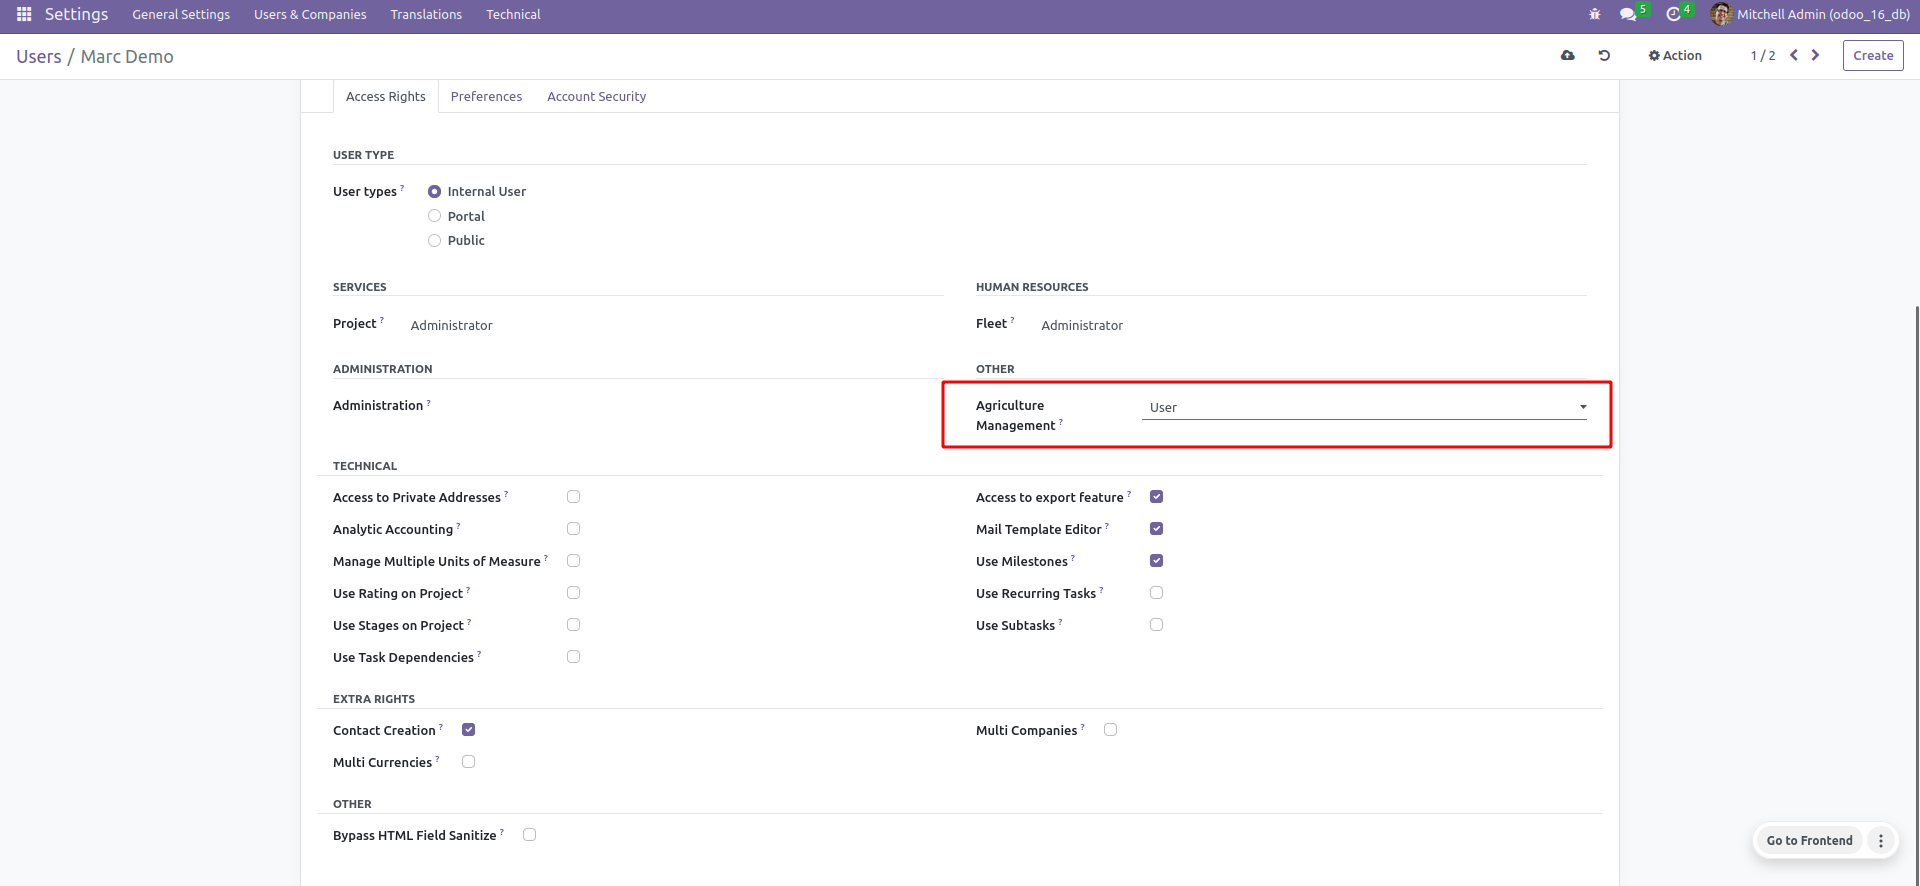 Settings General Settings Users & Companies Translations Technical 5 4 Mitchell Admin (odoo_16_db)
Users / Marc Demo Action 1 / 2 Create
Access Rights Preferences Account Security
USER TYPE
User types ? Internal User
Portal
Public
SERVICES HUMAN RESOURCES
Project ? Administrator Fleet ? Administrator
ADMINISTRATION OTHER
Administration ? Agriculture User
Management ?
TECHNICAL
Access to Private Addresses ? Access to export feature ?
Analytic Accounting ? Mail Template Editor ?
Manage Multiple Units of Measure ? Use Milestones ?
Use Rating on Project ? Use Recurring Tasks ?
Use Stages on Project ? Use Subtasks ?
Use Task Dependencies ?
EXTRA RIGHTS
Contact Creation ? Multi Companies ?
Multi Currencies ?
OTHER
Bypass HTML Field Sanitize ?
Go to Frontend